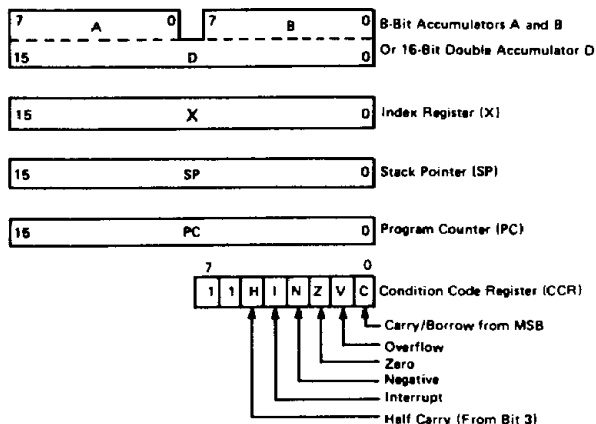 7 A 0 7 B 0 8-Bit Accumulators A and B
15 D 0 Or 16-Bit Double Accumulator D
15 X 0 Index Register (X)
15 SP 0 Stack Pointer (SP)
15 PC 0 Program Counter (PC)
7 0
1 1 H I N Z V C Condition Code Register (CCR)
Carry/Borrow from MSB
Overflow
Zero
Negative
Interrupt
Half Carry (From Bit 3)